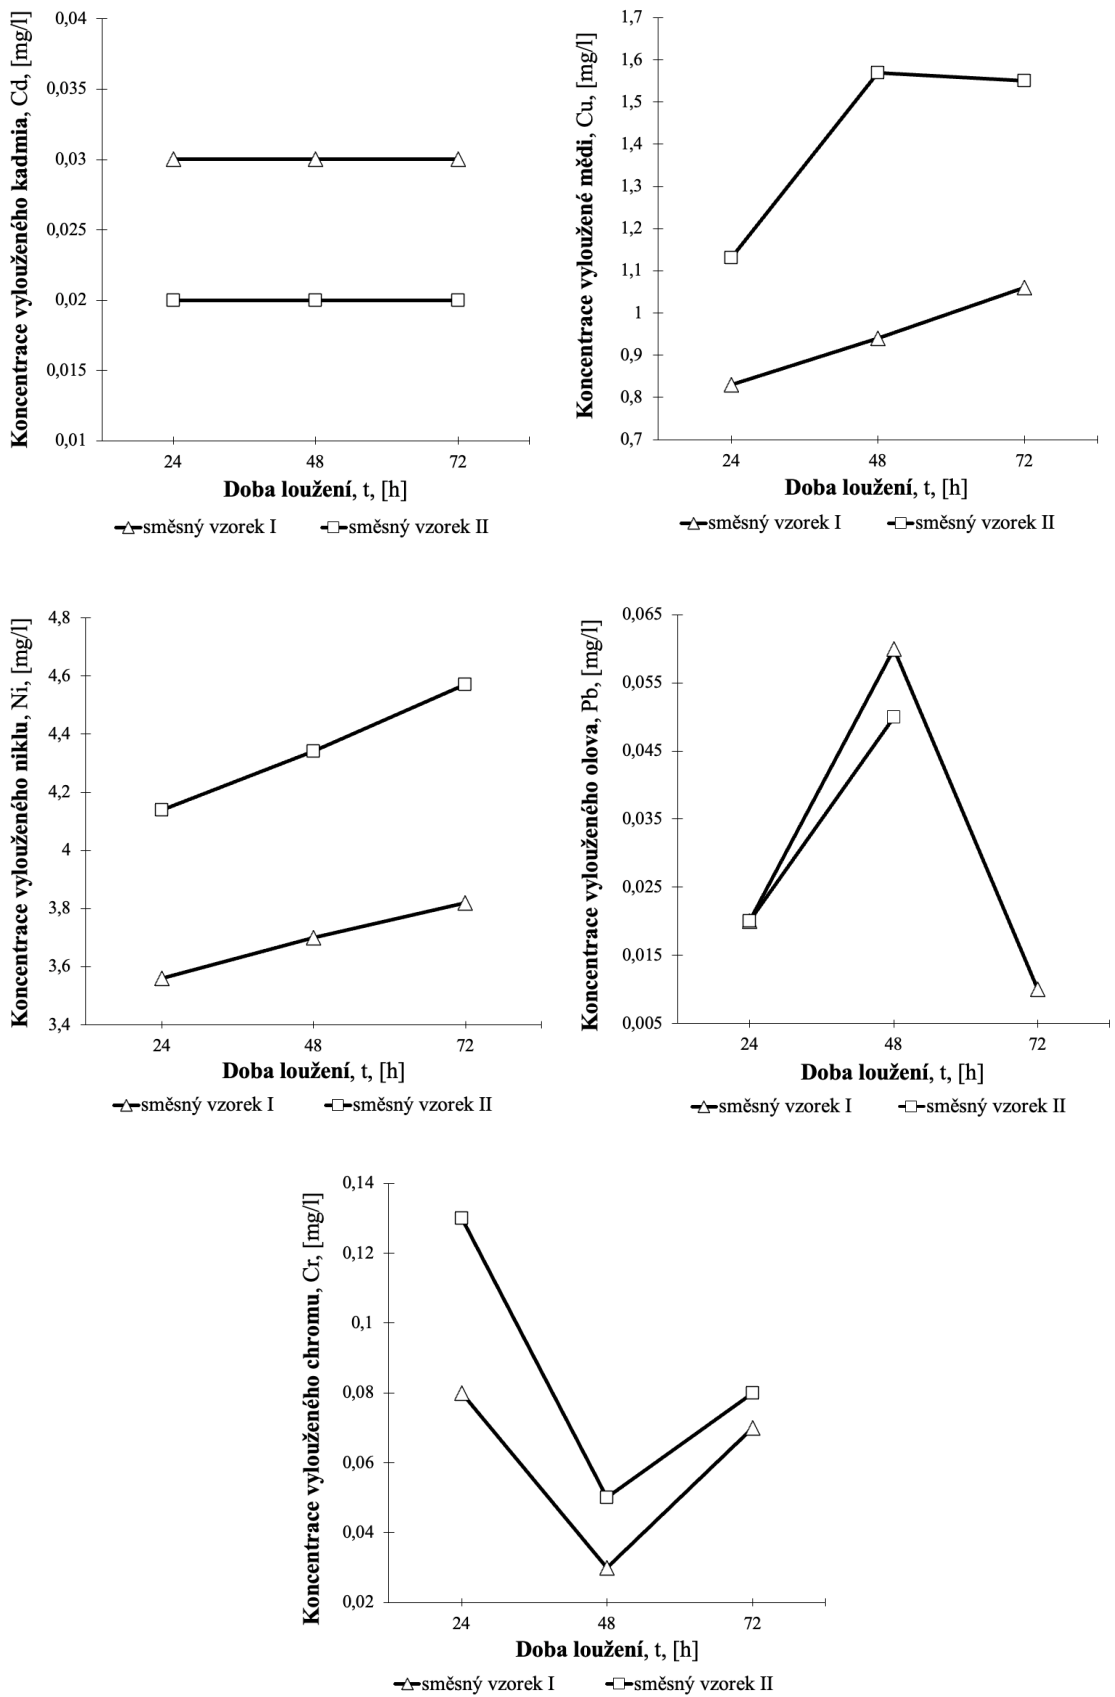 Koncentrace vylouženého kadmia, Cd, [mg/l]
0,04
0,035
0,03
0,025
0,02
0,015
0,01
24 48 72
Doba loužení, t, [h]
směsný vzorek I směsný vzorek II
Koncentrace vyloužené mědi, Cu, [mg/l]
1,7
1,6
1,5
1,4
1,3
1,2
1,1
1
0,9
0,8
0,7
24 48 72
Doba loužení, t, [h]
směsný vzorek I směsný vzorek II
Koncentrace vylouženého niklu, Ni, [mg/l]
4,8
4,6
4,4
4,2
4
3,8
3,6
3,4
24 48 72
Doba loužení, t, [h]
směsný vzorek I směsný vzorek II
Koncentrace vylouženého olova, Pb, [mg/l]
0,065
0,055
0,045
0,035
0,025
0,015
0,005
24 48 72
Doba loužení, t, [h]
směsný vzorek I směsný vzorek II
Koncentrace vylouženého chromu, Cr, [mg/l]
0,14
0,12
0,1
0,08
0,06
0,04
0,02
24 48 72
Doba loužení, t, [h]
směsný vzorek I směsný vzorek II